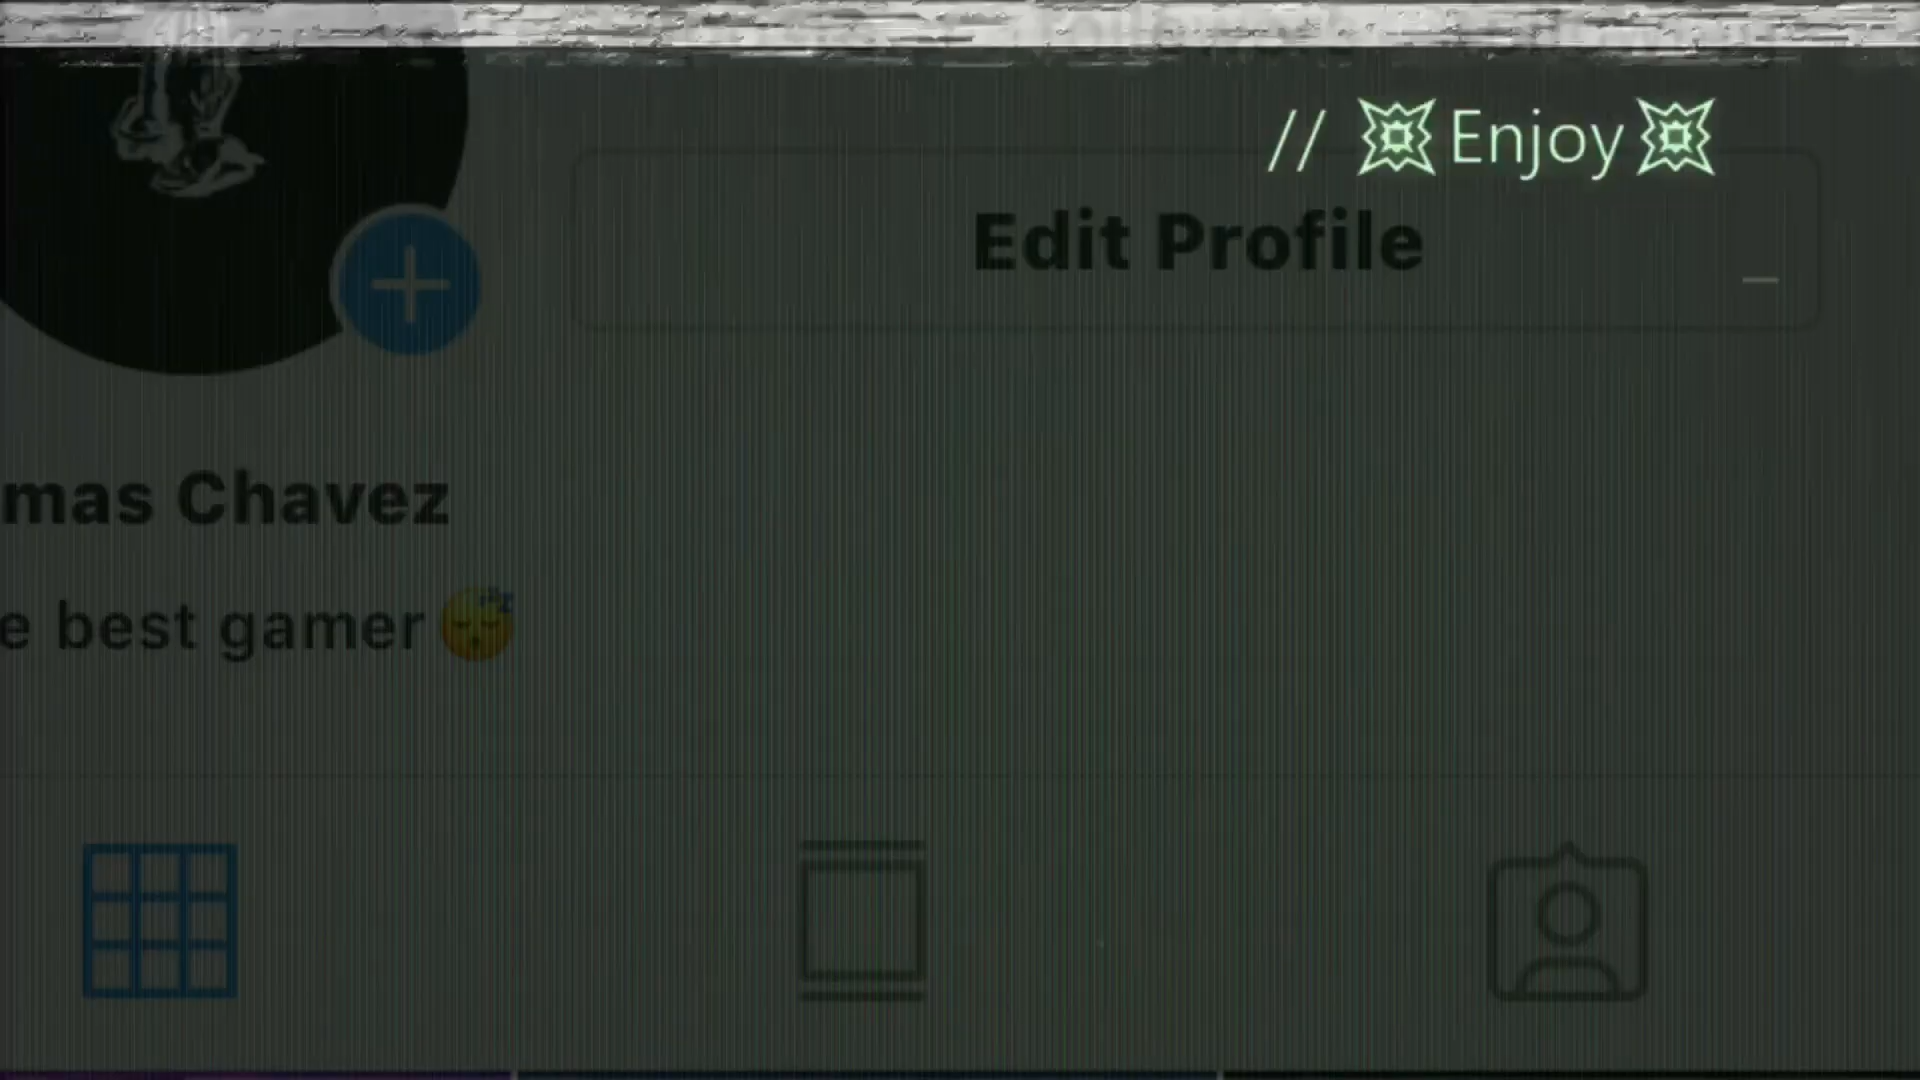 // 💥Enjoy💥
Edit Profile
mas Chavez
e best gamer😴